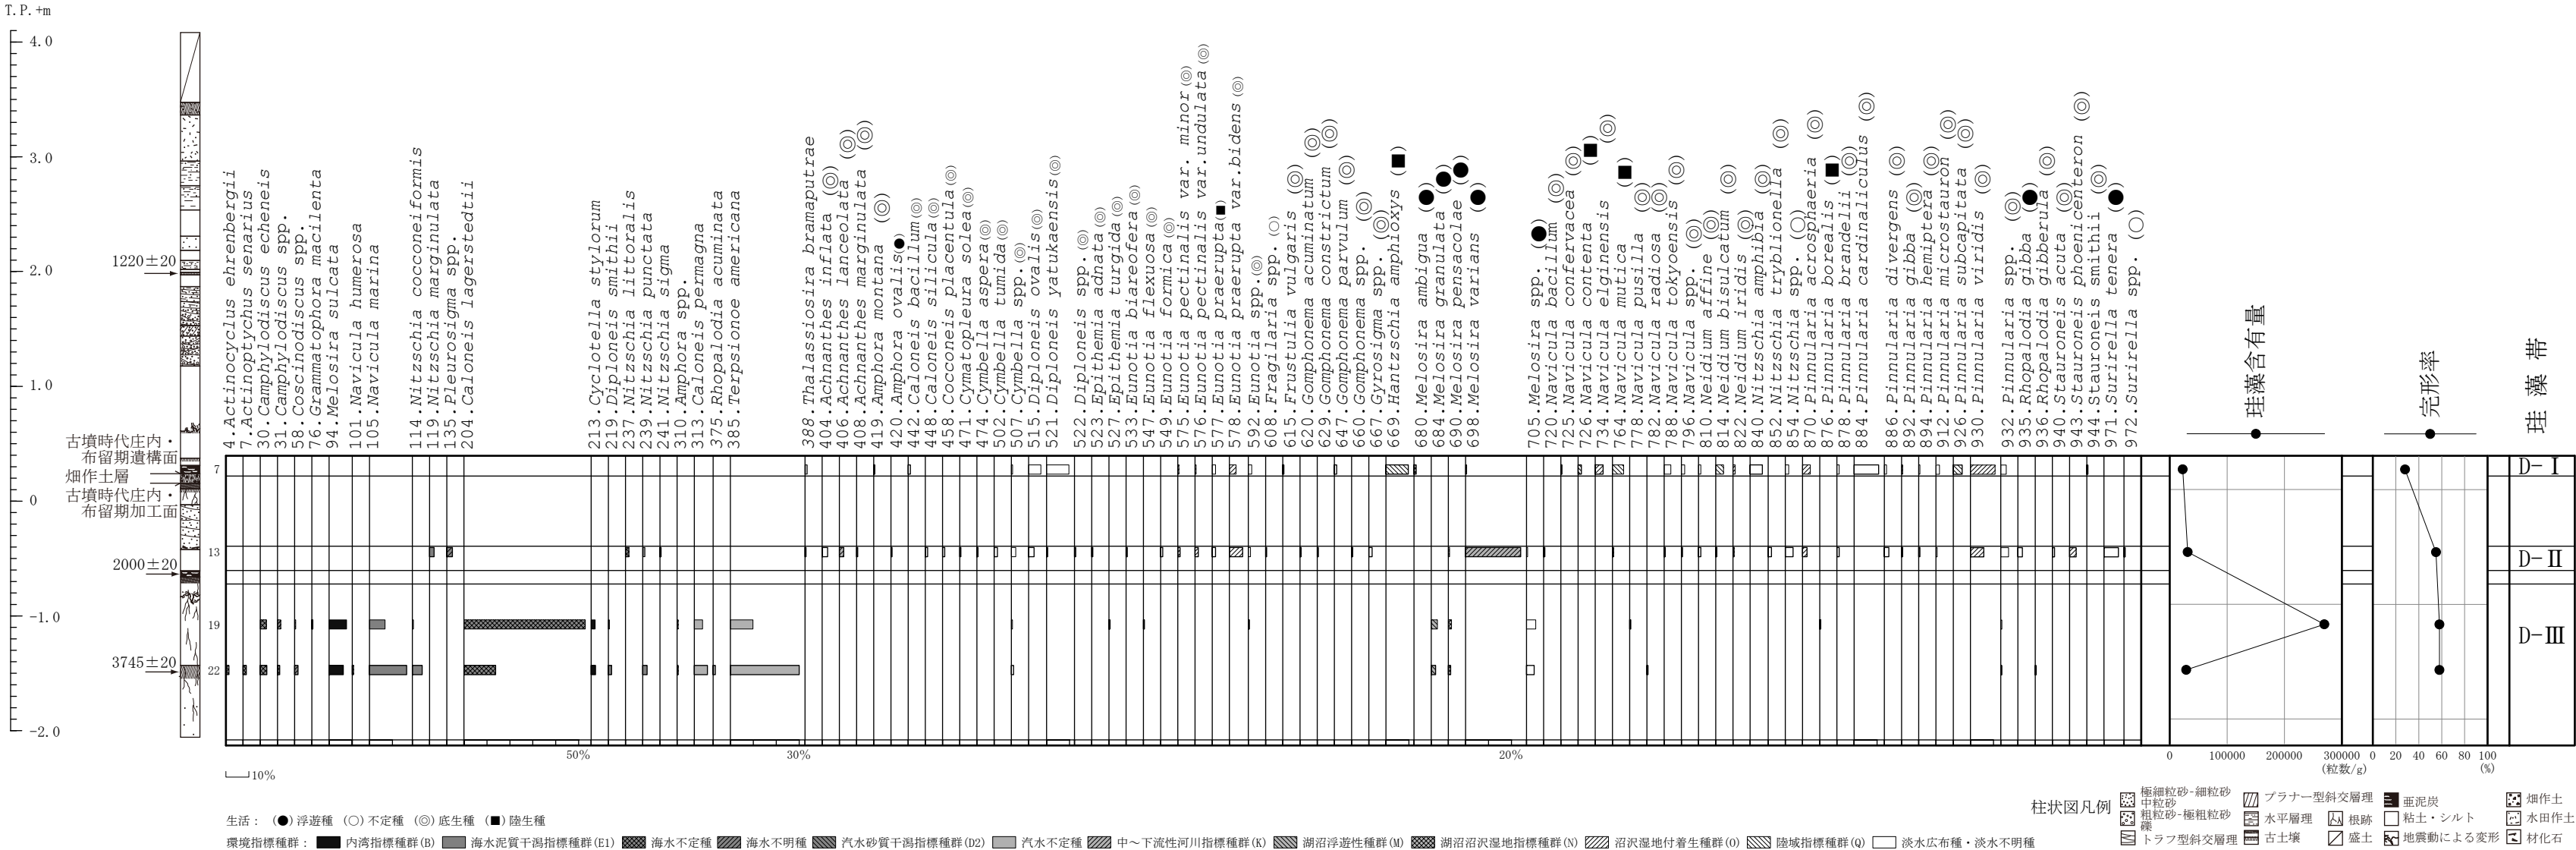 T.P.+m
4.0
3.0
2.0
1.0
0
-1.0
-2.0
1220±20
古墳時代庄内・
布留期遺構面
畑作土層
古墳時代庄内・
布留期加工面
2000±20
3745±20
4.Actinocyclus ehrenbergii
7.Actinoptychus senarius
30.Camphylodiscus echeneis
31.Camphylodiscus spp.
58.Coscinodiscus spp.
76.Grammatophora macilenta
94.Melosira sulcata
101.Navicula humerosa
105.Navicula marina
114.Nitzschia cocconeiformis
119.Nitzschia marginulata
135.Pleurosigma spp.
204.Caloneis lagerstedtii
213.Cyclotella stylorum
219.Diploneis smithii
237.Nitzschia littoralis
239.Nitzschia punctata
241.Nitzschia sigma
310.Amphora spp.
313.Caloneis permagna
375.Rhopalodia acuminata
385.Terpsionoe americana
388.Thalassiosira bramaputrae
404.Achnanthes inflata (◎)
406.Achnanthes lanceolata (◎)
408.Achnanthes marginulata (◎)
419.Amphora montana (◎)
420.Amphora ovalis(●)
442.Caloneis bacillum(◎)
448.Caloneis silicula(◎)
458.Cocconeis placentula(◎)
471.Cymatopleura solea(◎)
474.Cymbella aspera(◎)
502.Cymbella tumida(◎)
507.Cymbella spp.(◎)
515.Diploneis ovalis(◎)
521.Diploneis yatukaensis(◎)
522.Diploneis spp.(◎)
523.Epithemia adnata(◎)
527.Epithemia turgida(◎)
533.Eunotia biareofera(◎)
547.Eunotia flexuosa(◎)
549.Eunotia formica(◎)
575.Eunotia pectinalis var. minor(◎)
576.Eunotia pectinalis var.undulata(◎)
577.Eunotia praerupta(■)
578.Eunotia praerupta var.bidens(◎)
592.Eunotia spp.(◎)
608.Fragilaria spp.(○)
615.Frustulia vulgaris (◎)
620.Gomphonema acuminatum (◎)
629.Gomphonema constrictum (◎)
647.Gomphonema parvulum (◎)
660.Gomphonema spp. (◎)
667.Gyrosigma spp. (◎)
669.Hantzschia amphioxys (■)
680.Melosira ambigua (●)
684.Melosira granulata (●)
690.Melosira pensacolae (●)
698.Melosira varians (●)
705.Melosira spp. (●)
720.Navicula bacillum (◎)
725.Navicula confervacea (◎)
726.Navicula contenta (■)
734.Navicula elginensis (◎)
764.Navicula mutica (■)
778.Navicula pusilla (◎)
782.Navicula radiosa (◎)
788.Navicula tokyoensis (◎)
796.Navicula spp. (◎)
810.Neidium affine (◎)
814.Neidium bisulcatum (◎)
822.Neidium iridis (◎)
840.Nitzschia amphibia (◎)
852.Nitzschia tryblionella (◎)
854.Nitzschia spp. (○)
870.Pinnularia acrosphaeria (◎)
876.Pinnularia borealis (■)
878.Pinnularia brandelii (◎)
884.Pinnularia cardinaliculus (◎)
886.Pinnularia divergens (◎)
892.Pinnularia gibba (◎)
894.Pinnularia hemiptera (◎)
912.Pinnularia microstauron (◎)
926.Pinnularia subcapitata (◎)
930.Pinnularia viridis (◎)
932.Pinnularia spp. (◎)
935.Rhopalodia gibba (●)
936.Rhopalodia gibberula (◎)
940.Stauroneis acuta (◎)
943.Stauroneis phoenicenteron (◎)
944.Stauroneis smithii (◎)
971.Surirella tenera (●)
972.Surirella spp. (○)
珪藻含有量
完形率
珪藻帯
7
13
19
22
D-Ⅰ
D-Ⅱ
D-Ⅲ
10%
50%
30%
20%
0 100000 200000 300000
(粒数/g)
0 20 40 60 80 100
(%)
生活： (●)浮遊種 (○)不定種 (◎)底生種 (■)陸生種
環境指標種群： 内湾指標種群(B) 海水泥質干潟指標種群(E1) 海水不定種 海水不明種 汽水砂質干潟指標種群(D2) 汽水不定種 中～下流性河川指標種群(K) 湖沼浮遊性種群(M) 湖沼沼沢湿地指標種群(N) 沼沢湿地付着生種群(O) 陸域指標種群(Q) 淡水広布種・淡水不明種
柱状図凡例
極細粒砂-細粒砂
中粒砂
粗粒砂-極粗粒砂
礫
トラフ型斜交層理
プラナー型斜交層理
水平層理
根跡
古土壌
盛土
亜泥炭
粘土・シルト
地震動による変形
畑作土
水田作土
材化石